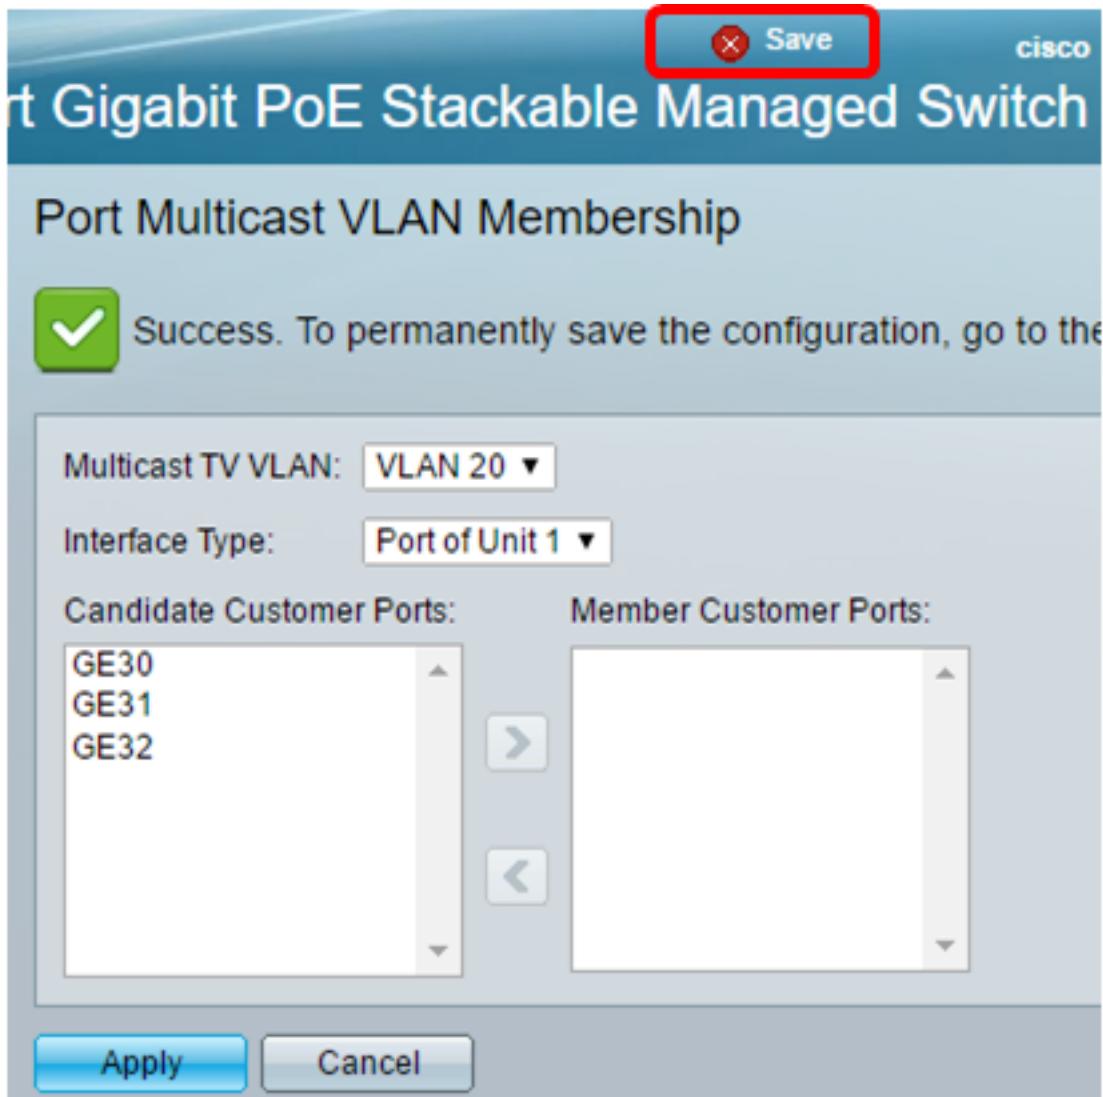 Save
cisco
rt Gigabit PoE Stackable Managed Switch
Port Multicast VLAN Membership
Success. To permanently save the configuration, go to the
Multicast TV VLAN: VLAN 20
Interface Type: Port of Unit 1
Candidate Customer Ports: Member Customer Ports:
GE30
GE31
GE32
Apply Cancel